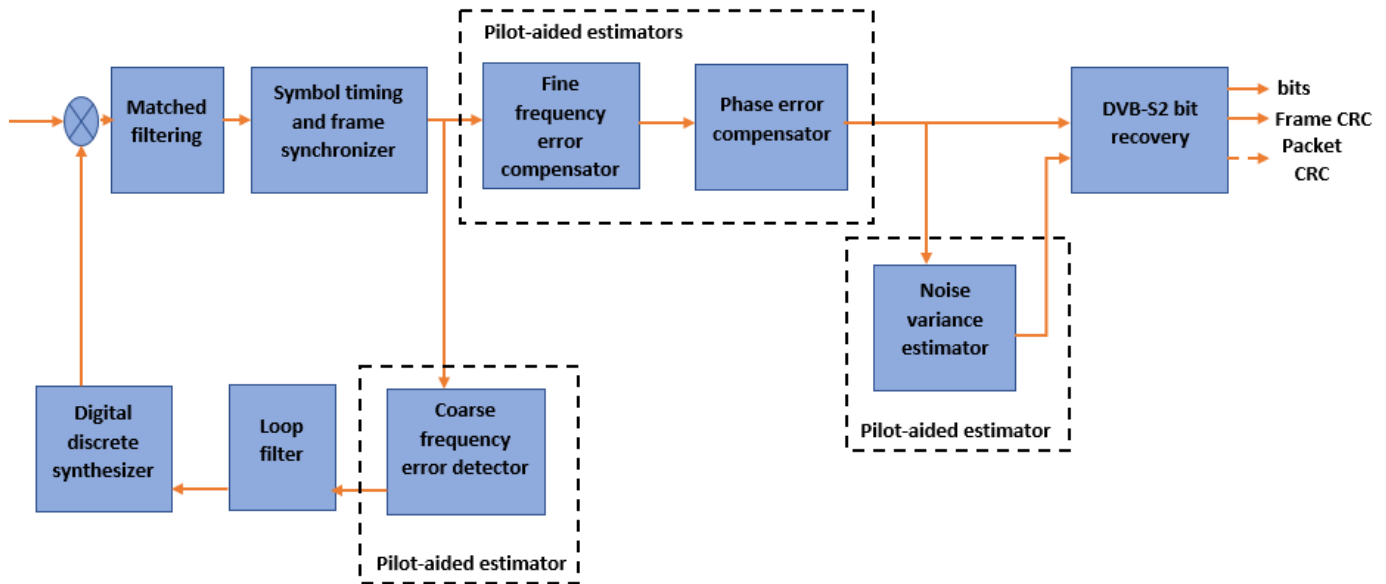 Pilot-aided estimators
Matched
filtering
Symbol timing
and frame
synchronizer
Fine
frequency
error
compensator
Phase error
compensator
DVB-S2 bit
recovery
bits
Frame CRC
Packet
CRC
Noise
variance
estimator
Pilot-aided estimator
Digital
discrete
synthesizer
Loop
filter
Coarse
frequency
error detector
Pilot-aided estimator